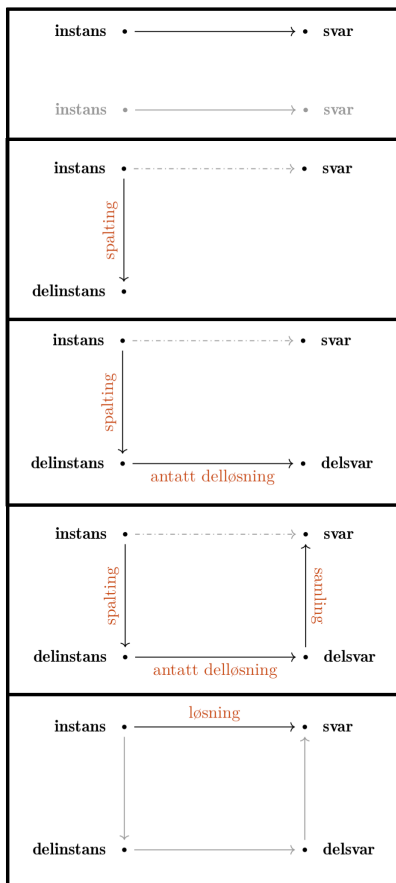 instans svar
instans svar
instans svar
spalting
delinstans
instans svar
spalting
delinstans delsvar
antatt delløsning
instans svar
spalting samling
delinstans delsvar
antatt delløsning
løsning
instans svar
delinstans delsvar